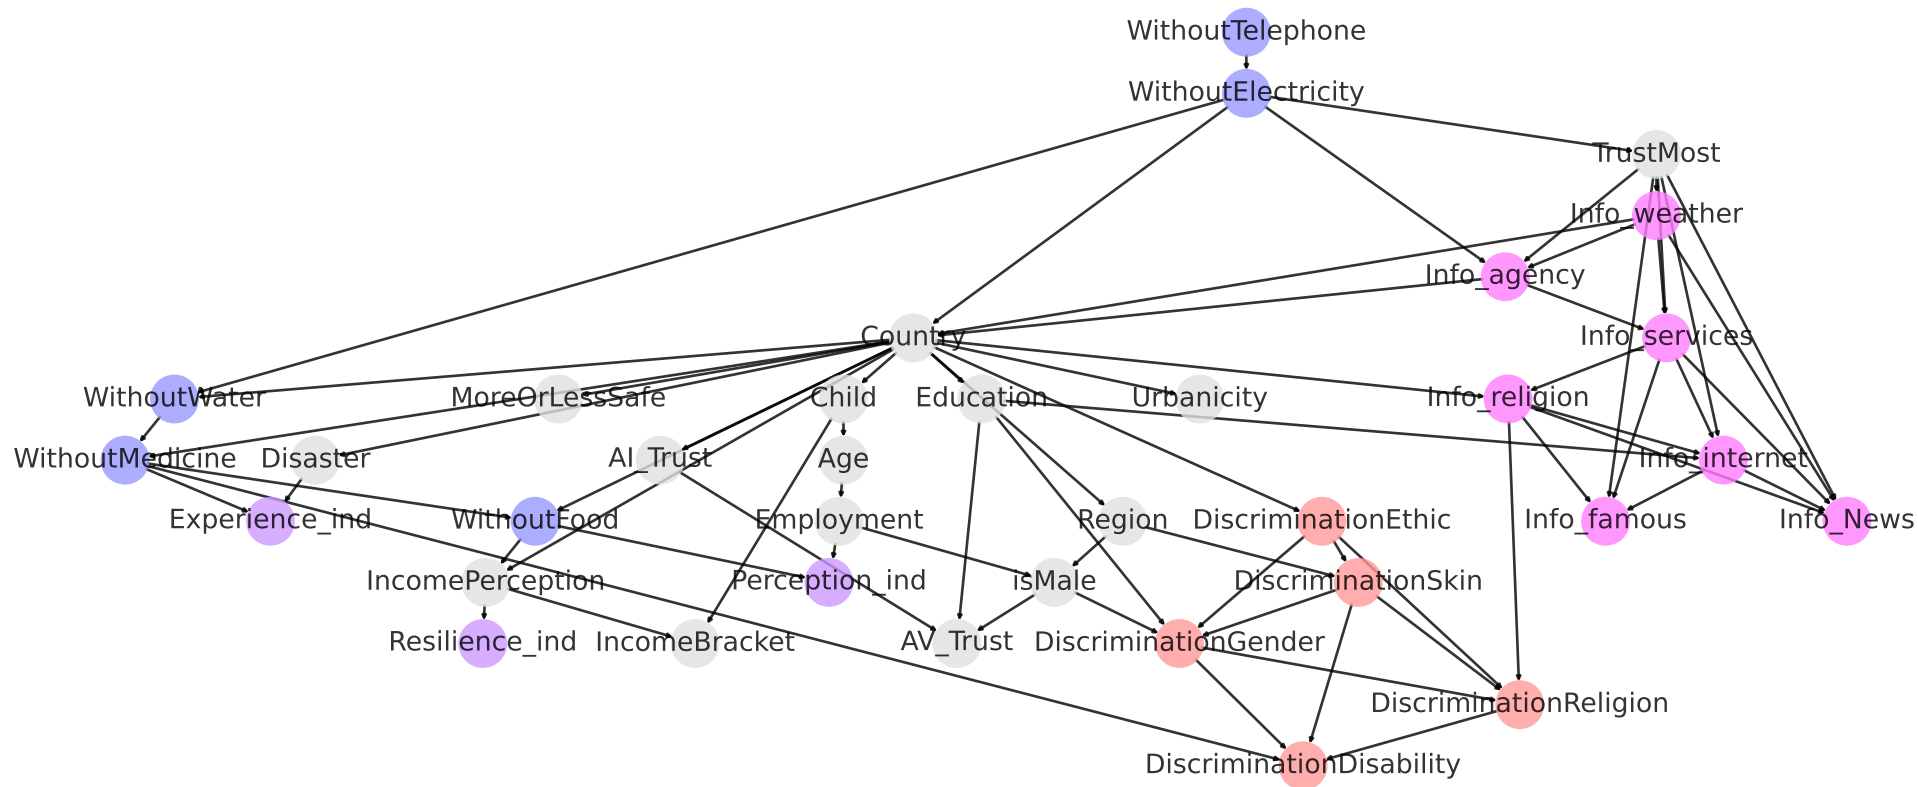 WithoutTelephone
WithoutElectricity
TrustMost
Info_weather
Info_agency
Country
Info_services
WithoutWater
MoreOrLessSafe
Child
Education
Urbanicity
Info_religion
WithoutMedicine
Disaster
AI_Trust
Age
Info_internet
Experience_ind
WithoutFood
Employment
Region
DiscriminationEthic
Info_famous
Info_News
IncomePerception
Perception_ind
isMale
DiscriminationSkin
Resilience_ind
IncomeBracket
AV_Trust
DiscriminationGender
DiscriminationReligion
DiscriminationDisability